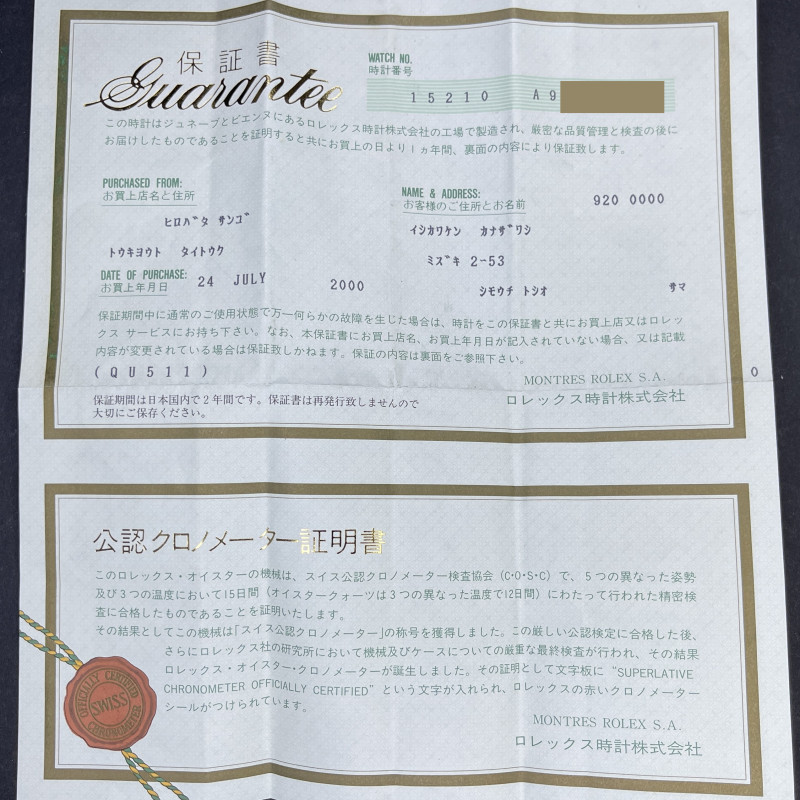 保証書
Guarantee
WATCH NO.
時計番号
15210 A9
この時計はジュネーブとビエンヌにあるロレックス時計株式会社の工場で製造され、厳密な品質管理と検査の後に
お届けしたものであることを証明すると共にお買上の日より1ヵ年間、裏面の内容により保証致します。
PURCHASED FROM:
お買上店名と住所
ヒロバタ サンゴ
トウキヨウト タイトウク
NAME & ADDRESS:
お客様のご住所とお名前
920 0000
イシカワケン カナザワシ
ミズキ 2-53
シモウチ トシオ サマ
DATE OF PURCHASE:
お買上年月日
24 JULY 2000
保証期間中に通常のご使用状態で万一何らかの故障を生じた場合は、時計をこの保証書と共にお買上店又はロレッ
クス サービスにお持ち下さい。なお、本保証書にお買上店名、お買上年月日が記入されていない場合、又は記載
内容が変更されている場合は保証致しかねます。保証の内容は裏面をご参照下さい。
(QU511)
保証期間は日本国内で2年間です。保証書は再発行致しませんので
大切にご保存ください。
MONTRES ROLEX S.A.
ロレックス時計株式会社
0
公認クロノメーター証明書
このロレックス・オイスターの機械は、スイス公認クロノメーター検査協会(C・O・S・C)で、5つの異なった姿勢
及び3つの温度において15日間(オイスタークォーツは3つの異なった温度で12日間)にわたって行われた精密検
査に合格したものであることを証明いたします。
その結果としてこの機械は「スイス公認クロノメーター」の称号を獲得しました。この厳しい公認検定に合格した後、
さらにロレックス社の研究所において機械及びケースについての厳重な最終検査が行われ、その結果
ロレックス・オイスター・クロノメーターが誕生しました。その証明として文字板に "SUPERLATIVE
CHRONOMETER OFFICIALLY CERTIFIED" という文字が入れられ、ロレックスの赤いクロノメーター
シールがつけられています。
OFFICIALLY CERTIFIED
SWISS
CHRONOMETER
MONTRES ROLEX S.A.
ロレックス時計株式会社